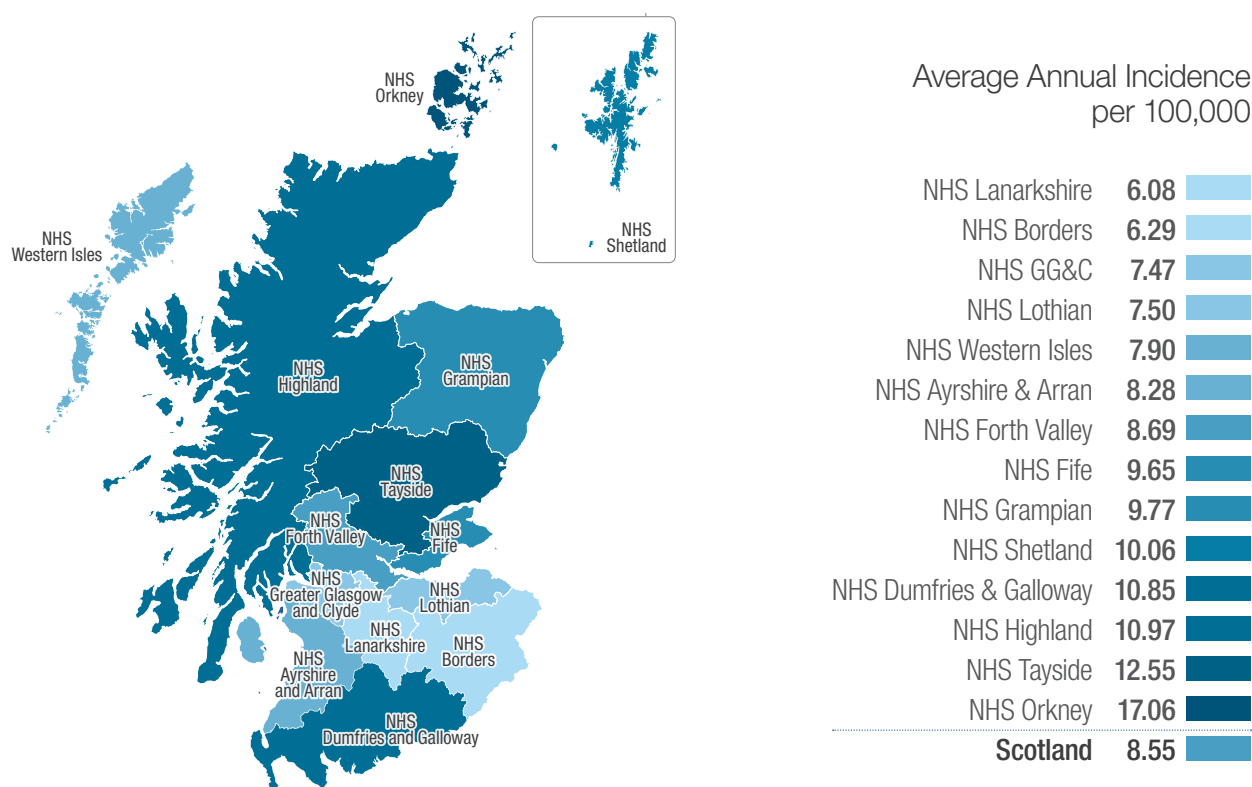 NHS
Orkney
NHS
Western Isles
NHS
Shetland
NHS
Highland
NHS
Grampian
NHS
Tayside
NHS
Forth Valley
NHS
Fife
NHS
Greater Glasgow
and Clyde
NHS
Lothian
NHS
Lanarkshire
NHS
Borders
NHS
Ayrshire
and Arran
NHS
Dumfries and Galloway
Average Annual Incidence
per 100,000
NHS Lanarkshire 6.08
NHS Borders 6.29
NHS GG&C 7.47
NHS Lothian 7.50
NHS Western Isles 7.90
NHS Ayrshire & Arran 8.28
NHS Forth Valley 8.69
NHS Fife 9.65
NHS Grampian 9.77
NHS Shetland 10.06
NHS Dumfries & Galloway 10.85
NHS Highland 10.97
NHS Tayside 12.55
NHS Orkney 17.06
Scotland 8.55